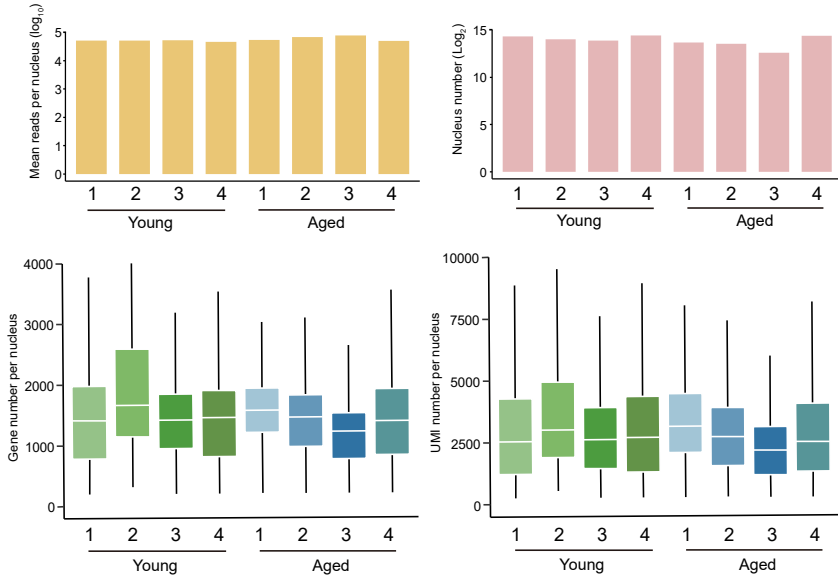 Mean reads per nucleus (log10)
5
4
3
2
1
0
1 2 3 4 1 2 3 4
Young Aged
Nucleus number (Log2)
15
10
5
0
1 2 3 4 1 2 3 4
Young Aged
Gene number per nucleus
4000
3000
2000
1000
0
1 2 3 4 1 2 3 4
Young Aged
UMI number per nucleus
10000
7500
5000
2500
0
1 2 3 4 1 2 3 4
Young Aged